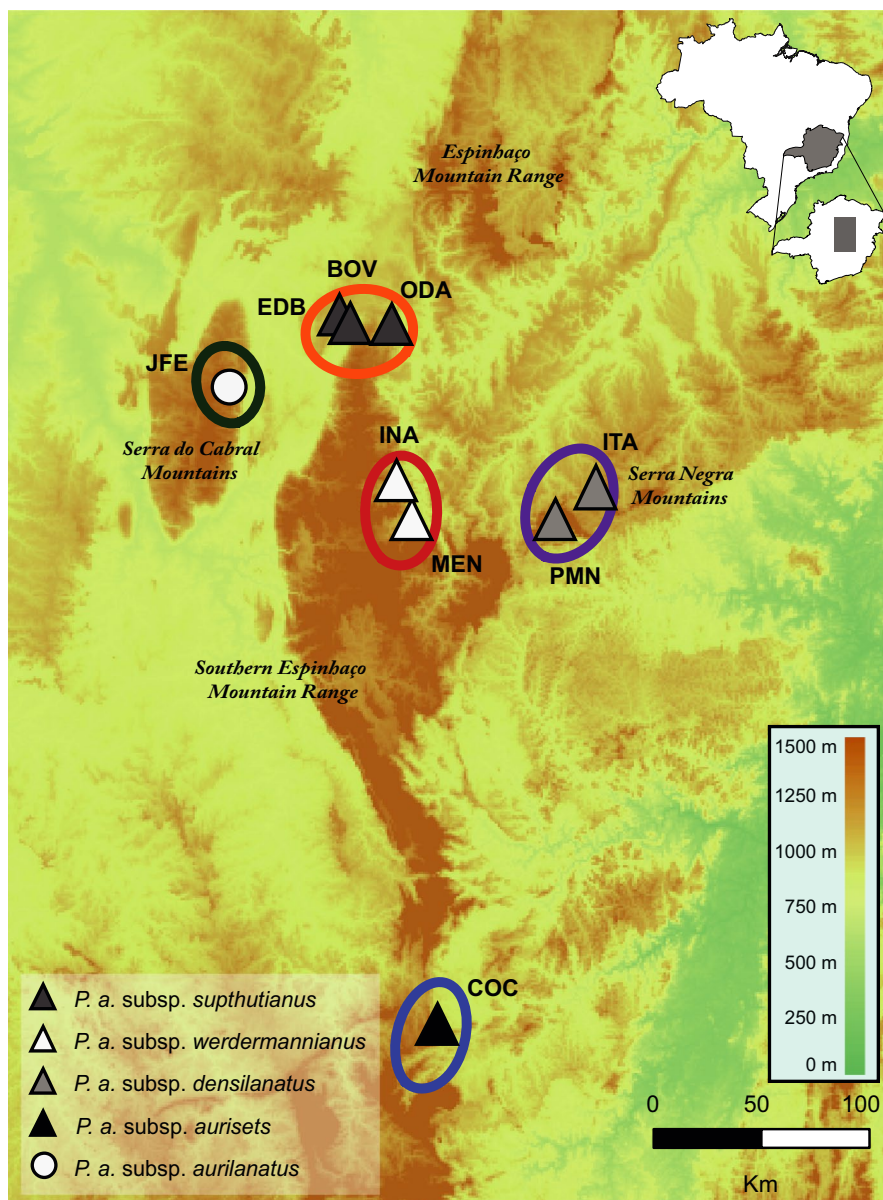 Espinhaço
Mountain Range
BOV
EDB
ODA
JFE
Serra do Cabral
Mountains
INA
ITA
Serra Negra
Mountains
MEN
PMN
Southern Espinhaço
Mountain Range
1500 m
1250 m
1000 m
750 m
500 m
250 m
0 m
COC
P. a. subsp. supthutianus
P. a. subsp. werdermannianus
P. a. subsp. densilanatus
P. a. subsp. aurisets
P. a. subsp. aurilanatus
0 50 100
Km